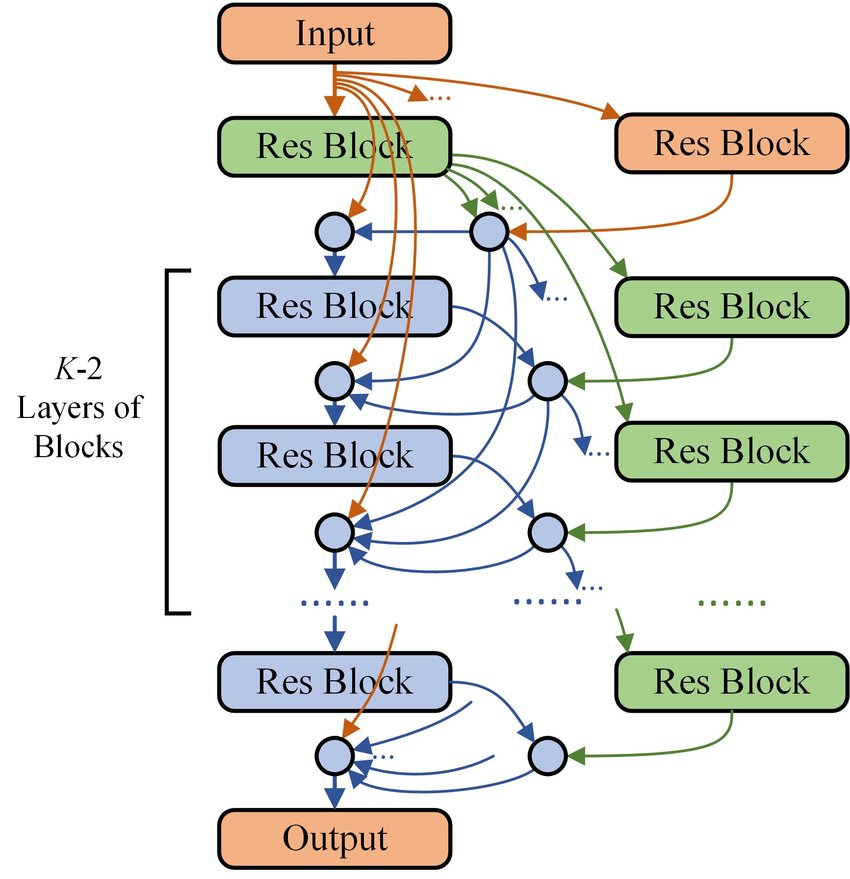 Input
Res Block
Res Block
Res Block
Res Block
K-2
Layers of
Blocks
Res Block
Res Block
Res Block
Res Block
Output